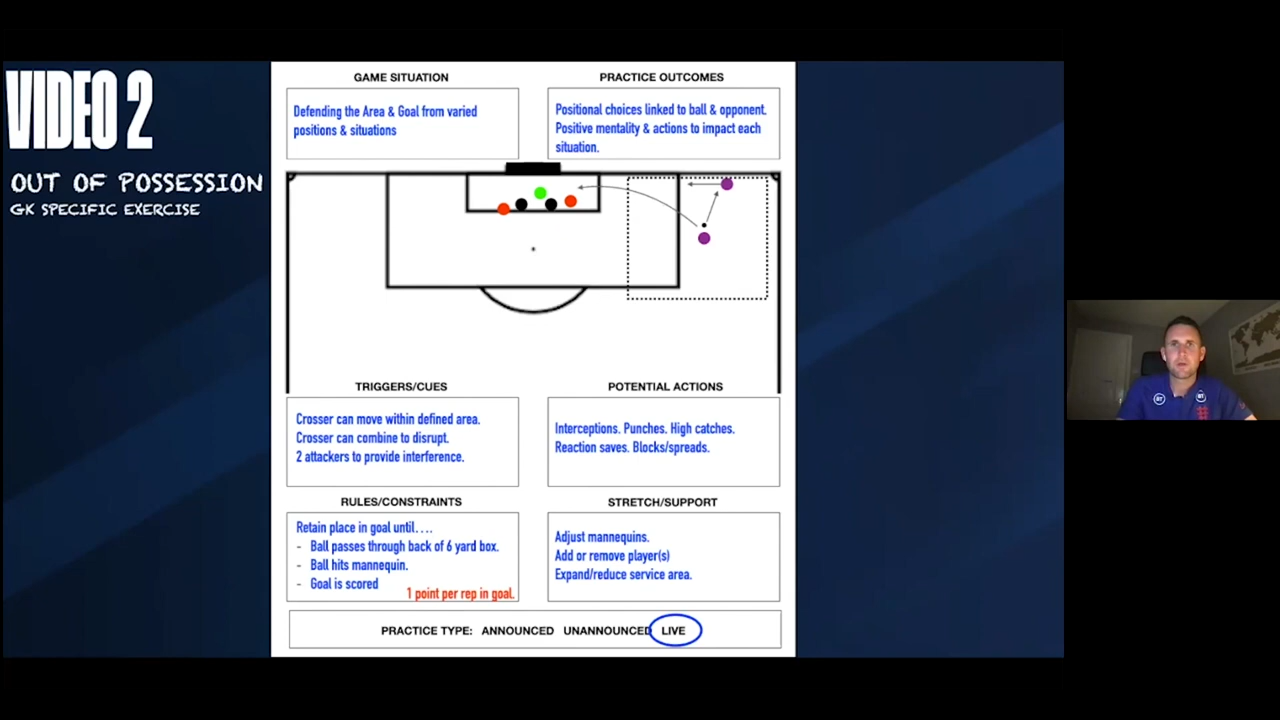 VIDEO 2
OUT OF POSSESSION
GK SPECIFIC EXERCISE
GAME SITUATION
Defending the Area & Goal from varied
positions & situations
PRACTICE OUTCOMES
Positional choices linked to ball & opponent.
Positive mentality & actions to impact each
situation.
TRIGGERS/CUES
Crosser can move within defined area.
Crosser can combine to disrupt.
2 attackers to provide interference.
POTENTIAL ACTIONS
Interceptions. Punches. High catches.
Reaction saves. Blocks/spreads.
RULES/CONSTRAINTS
Retain place in goal until....
- Ball passes through back of 6 yard box.
- Ball hits mannequin.
- Goal is scored
1 point per rep in goal.
STRETCH/SUPPORT
Adjust mannequins.
Add or remove player(s)
Expand/reduce service area.
PRACTICE TYPE: ANNOUNCED UNANNOUNCED LIVE
BT
BT